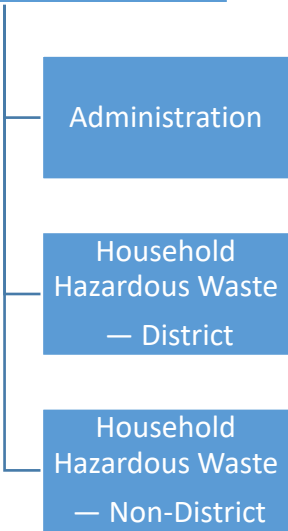 Administration
Household
Hazardous Waste
— District
Household
Hazardous Waste
— Non-District